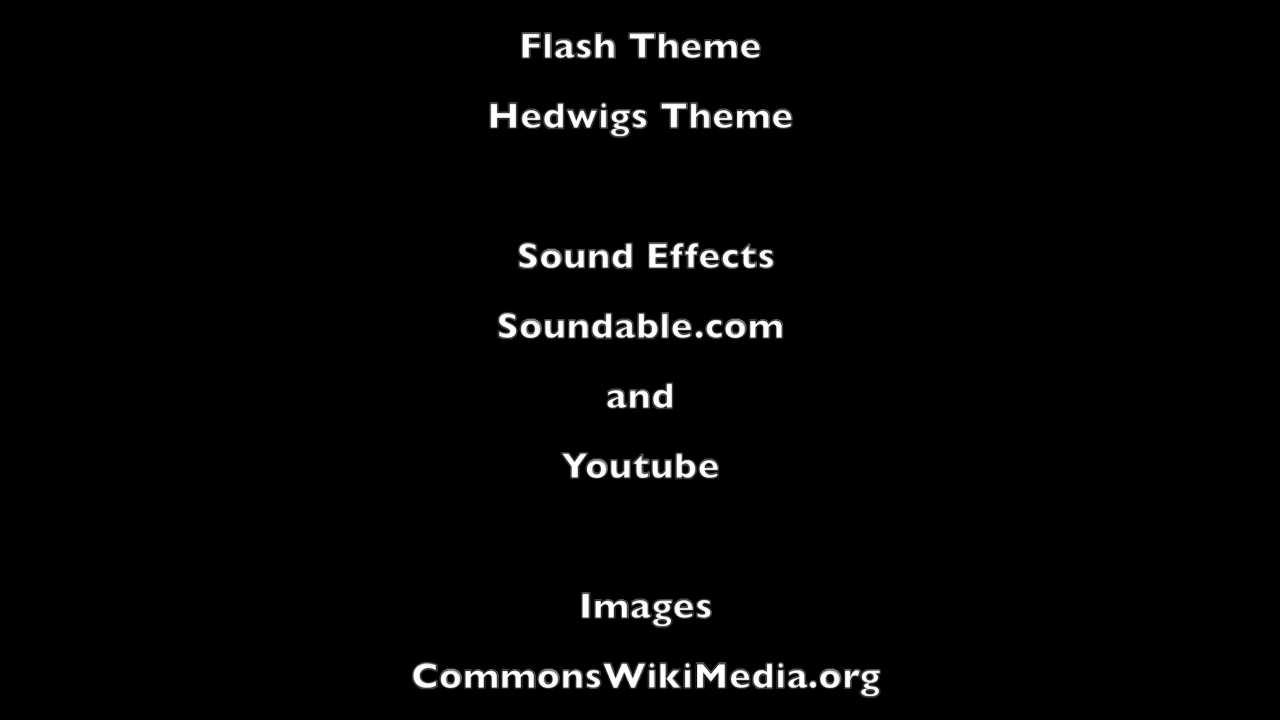 Flash Theme
Hedwigs Theme
Sound Effects
Soundable.com
and
Youtube
Images
CommonsWikiMedia.org